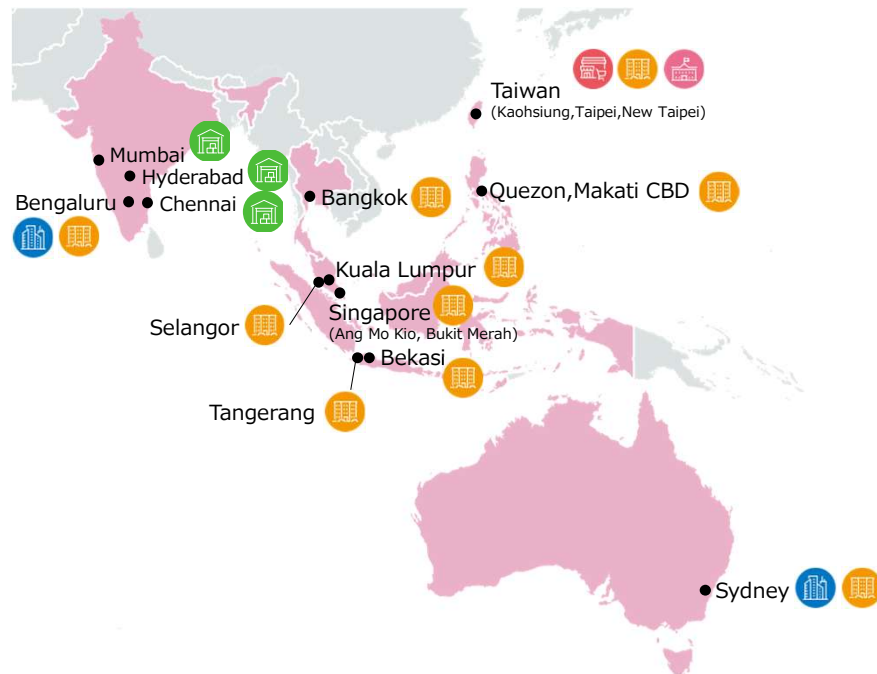 Taiwan
(Kaohsiung,Taipei,New Taipei)
Mumbai
Hyderabad
Bengaluru
Chennai
Bangkok
Quezon,Makati CBD
Kuala Lumpur
Singapore
(Ang Mo Kio, Bukit Merah)
Selangor
Bekasi
Tangerang
Sydney